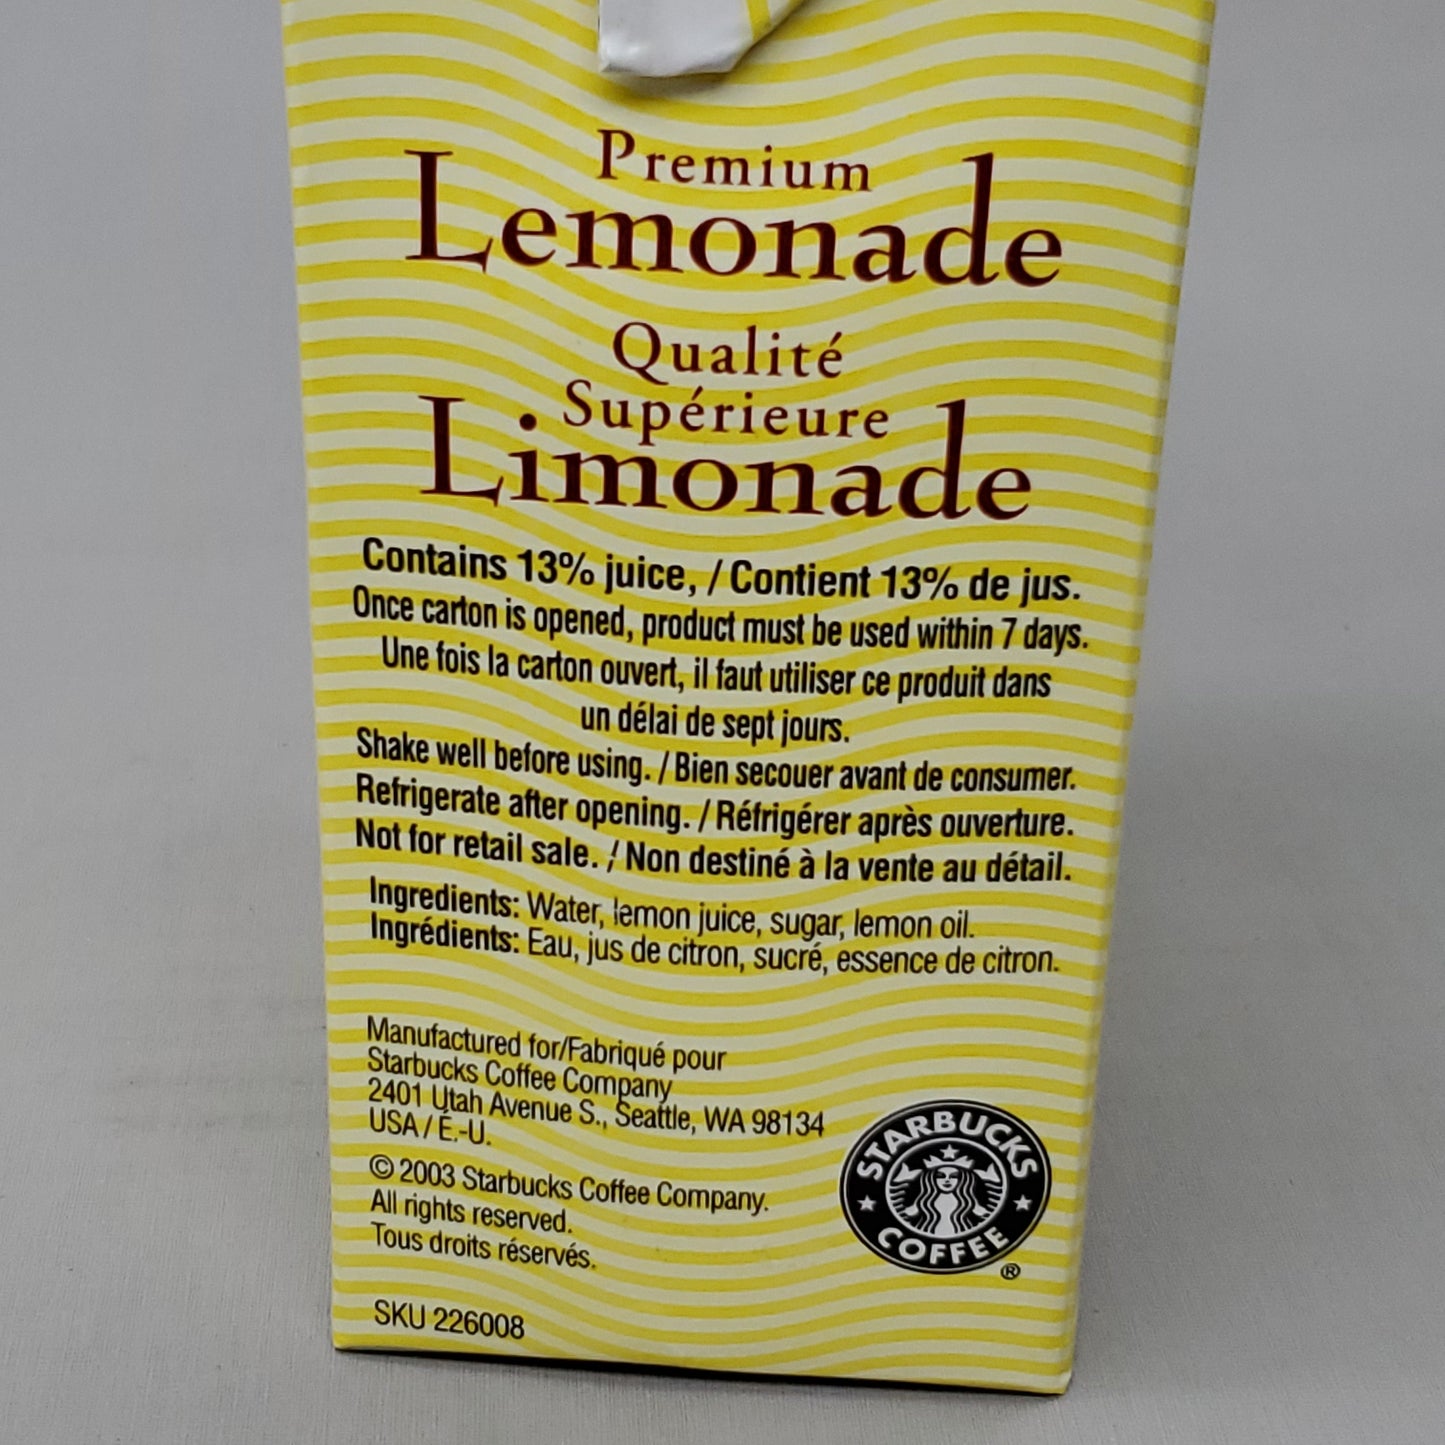 Premium
Lemonade
Qualité
Supérieure
Limonade
Contains 13% juice, / Contient 13% de jus.
Once carton is opened, product must be used within 7 days.
Une fois la carton ouvert, il faut utiliser ce produit dans
un délai de sept jours.
Shake well before using. / Bien secouer avant de consumer.
Refrigerate after opening. / Réfrigérer après ouverture.
Not for retail sale. / Non destiné à la vente au détail.
Ingredients: Water, lemon juice, sugar, lemon oil.
Ingrédients: Eau, jus de citron, sucré, essence de citron.
Manufactured for/Fabriqué pour
Starbucks Coffee Company
2401 Utah Avenue S., Seattle, WA 98134
USA / É.-U.
© 2003 Starbucks Coffee Company.
All rights reserved.
Tous droits réservés.
STARBUCKS
COFFEE
®
SKU 226008